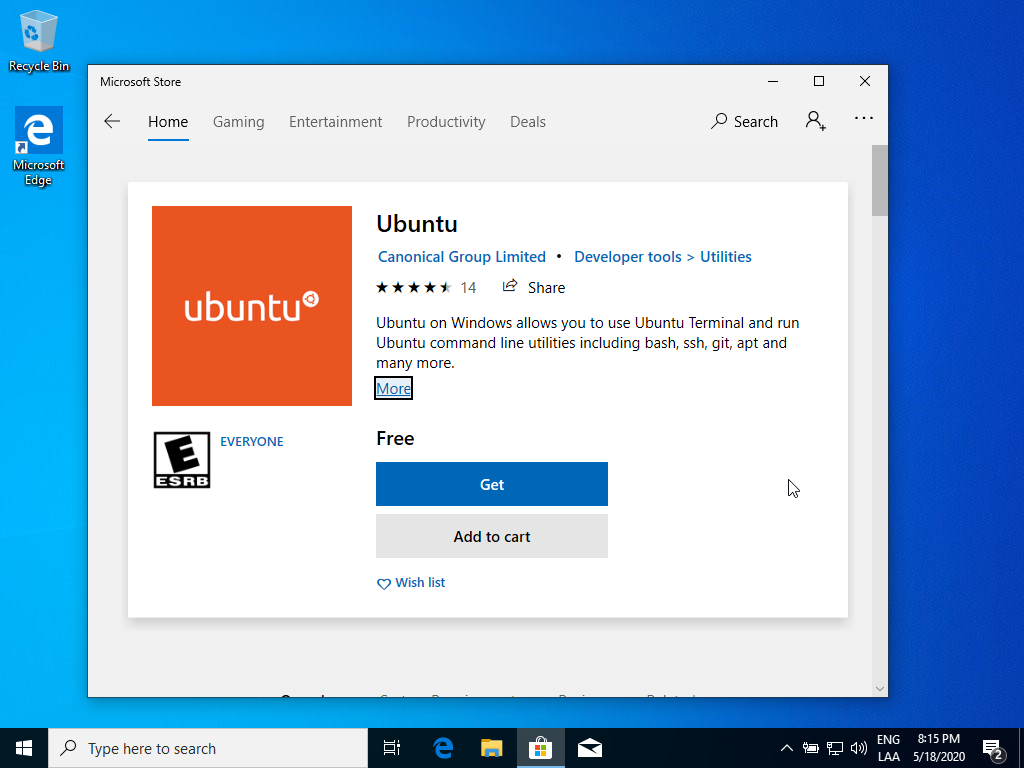 Recycle Bin
Microsoft
Edge
Microsoft Store
Home Gaming Entertainment Productivity Deals Search
ubuntu
Ubuntu
Canonical Group Limited • Developer tools > Utilities
14 Share
Ubuntu on Windows allows you to use Ubuntu Terminal and run
Ubuntu command line utilities including bash, ssh, git, apt and
many more.
More
E
ESRB
EVERYONE
Free
Get
Add to cart
Wish list
Type here to search
ENG
LAA
8:15 PM
5/18/2020
2